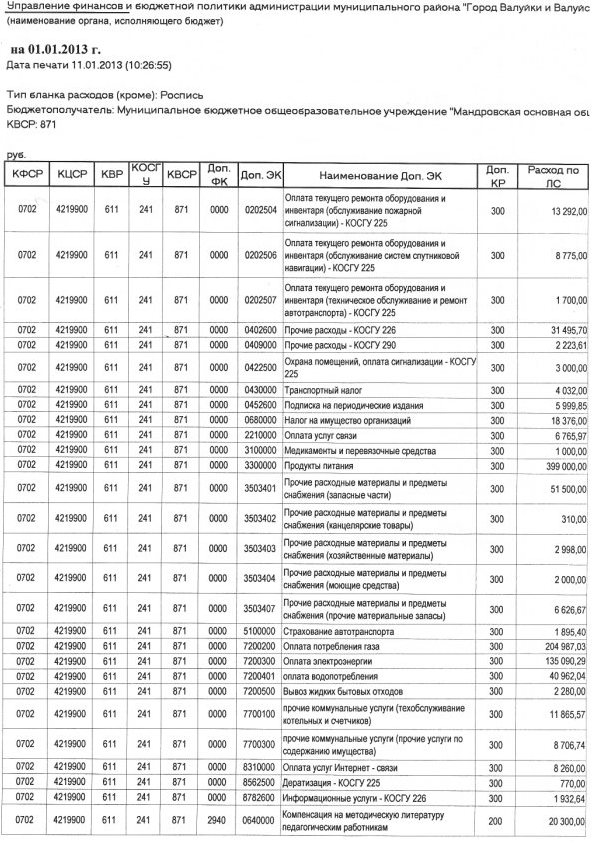 Управление финансов и бюджетной политики администрации муниципального района "Город Валуйки и Валуйс
(наименование органа, исполняющего бюджет)
на 01.01.2013 г.
Дата печати 11.01.2013 (10:26:55)
Тип бланка расходов (кроме): Роспись
Бюджетополучатель: Муниципальное бюджетное общеобразовательное учреждение "Мандровская основная общ
КВСР: 871
руб.
КФСР КЦСР КВР КОСГУ КВСР Доп. ФК Доп. ЭК Наименование Доп. ЭК Доп. КР Расход по ЛС
0702 4219900 611 241 871 0000 0202504 Оплата текущего ремонта оборудования и инвентаря (обслуживание пожарной сигнализации) - КОСГУ 225 300 13 292,00
0702 4219900 611 241 871 0000 0202506 Оплата текущего ремонта оборудования и инвентаря (обслуживание систем спутниковой навигации) - КОСГУ 225 300 8 775,00
0702 4219900 611 241 871 0000 0202507 Оплата текущего ремонта оборудования и инвентаря (техническое обслуживание и ремонт автотранспорта) - КОСГУ 225 300 1 700,00
0702 4219900 611 241 871 0000 0402600 Прочие расходы - КОСГУ 226 300 31 495,70
0702 4219900 611 241 871 0000 0409000 Прочие расходы - КОСГУ 290 300 2 223,61
0702 4219900 611 241 871 0000 0422500 Охрана помещений, оплата сигнализации - КОСГУ 225 300 3 000,00
0702 4219900 611 241 871 0000 0430000 Транспортный налог 300 4 032,00
0702 4219900 611 241 871 0000 0452600 Подписка на периодические издания 300 5 999,85
0702 4219900 611 241 871 0000 0680000 Налог на имущество организаций 300 18 376,00
0702 4219900 611 241 871 0000 2210000 Оплата услуг связи 300 6 765,97
0702 4219900 611 241 871 0000 3100000 Медикаменты и перевязочные средства 300 1 000,00
0702 4219900 611 241 871 0000 3300000 Продукты питания 300 399 000,00
0702 4219900 611 241 871 0000 3503401 Прочие расходные материалы и предметы снабжения (запасные части) 300 51 500,00
0702 4219900 611 241 871 0000 3503402 Прочие расходные материалы и предметы снабжения (канцелярские товары) 300 310,00
0702 4219900 611 241 871 0000 3503403 Прочие расходные материалы и предметы снабжения (хозяйственные материалы) 300 2 998,00
0702 4219900 611 241 871 0000 3503404 Прочие расходные материалы и предметы снабжения (моющие средства) 300 2 000,00
0702 4219900 611 241 871 0000 3503407 Прочие расходные материалы и предметы снабжения (прочие материальные запасы) 300 6 626,67
0702 4219900 611 241 871 0000 5100000 Страхование автотранспорта 300 1 895,40
0702 4219900 611 241 871 0000 7200200 Оплата потребления газа 300 204 987,03
0702 4219900 611 241 871 0000 7200300 Оплата электроэнергии 300 135 090,29
0702 4219900 611 241 871 0000 7200401 оплата водопотребления 300 40 962,04
0702 4219900 611 241 871 0000 7200500 Вывоз жидких бытовых отходов 300 2 280,00
0702 4219900 611 241 871 0000 7700100 прочие коммунальные услуги (техобслуживание котельных и счетчиков) 300 11 865,57
0702 4219900 611 241 871 0000 7700300 прочие коммунальные услуги (прочие услуги по содержанию имущества) 300 8 706,74
0702 4219900 611 241 871 0000 8310000 Оплата услуг Интернет - связи 300 8 260,00
0702 4219900 611 241 871 0000 8562500 Дератизация - КОСГУ 225 300 770,00
0702 4219900 611 241 871 0000 8782600 Информационные услуги - КОСГУ 226 300 1 932,64
0702 4219900 611 241 871 2940 0640000 Компенсация на методическую литературу педагогическим работникам 200 20 300,00